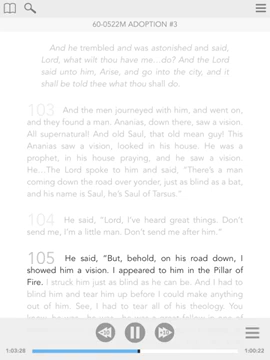 60-0522M ADOPTION #3
And he trembled and was astonished and said,
Lord, what wilt thou have me...do? And the Lord
said unto him, Arise, and go into the city, and it
shall be told thee what thou shall do.
103 And the men journeyed with him, and went on,
and they found a man. Ananias, down there, saw a vision.
All supernatural! And old Saul, that old mean guy! This
Ananias saw a vision, looked in his house. He was a
prophet, in his house praying, and he saw a vision.
He...The Lord spoke to him and said, "There's a man
coming down the road over yonder, just as blind as a bat,
and his name is Saul, he's Saul of Tarsus."
104 He said, "Lord, I've heard great things. Don't
send me, I'm a little man. Don't send me after him."
105 He said, "But, behold, on his road down, I
showed him a vision. I appeared to him in the Pillar of
Fire. I struck him just as blind as he can be. And I had to
blind him and tear him up before I could make anything
out of him. See, I had to tear all of his theology. You
1:03:28
1:00:22